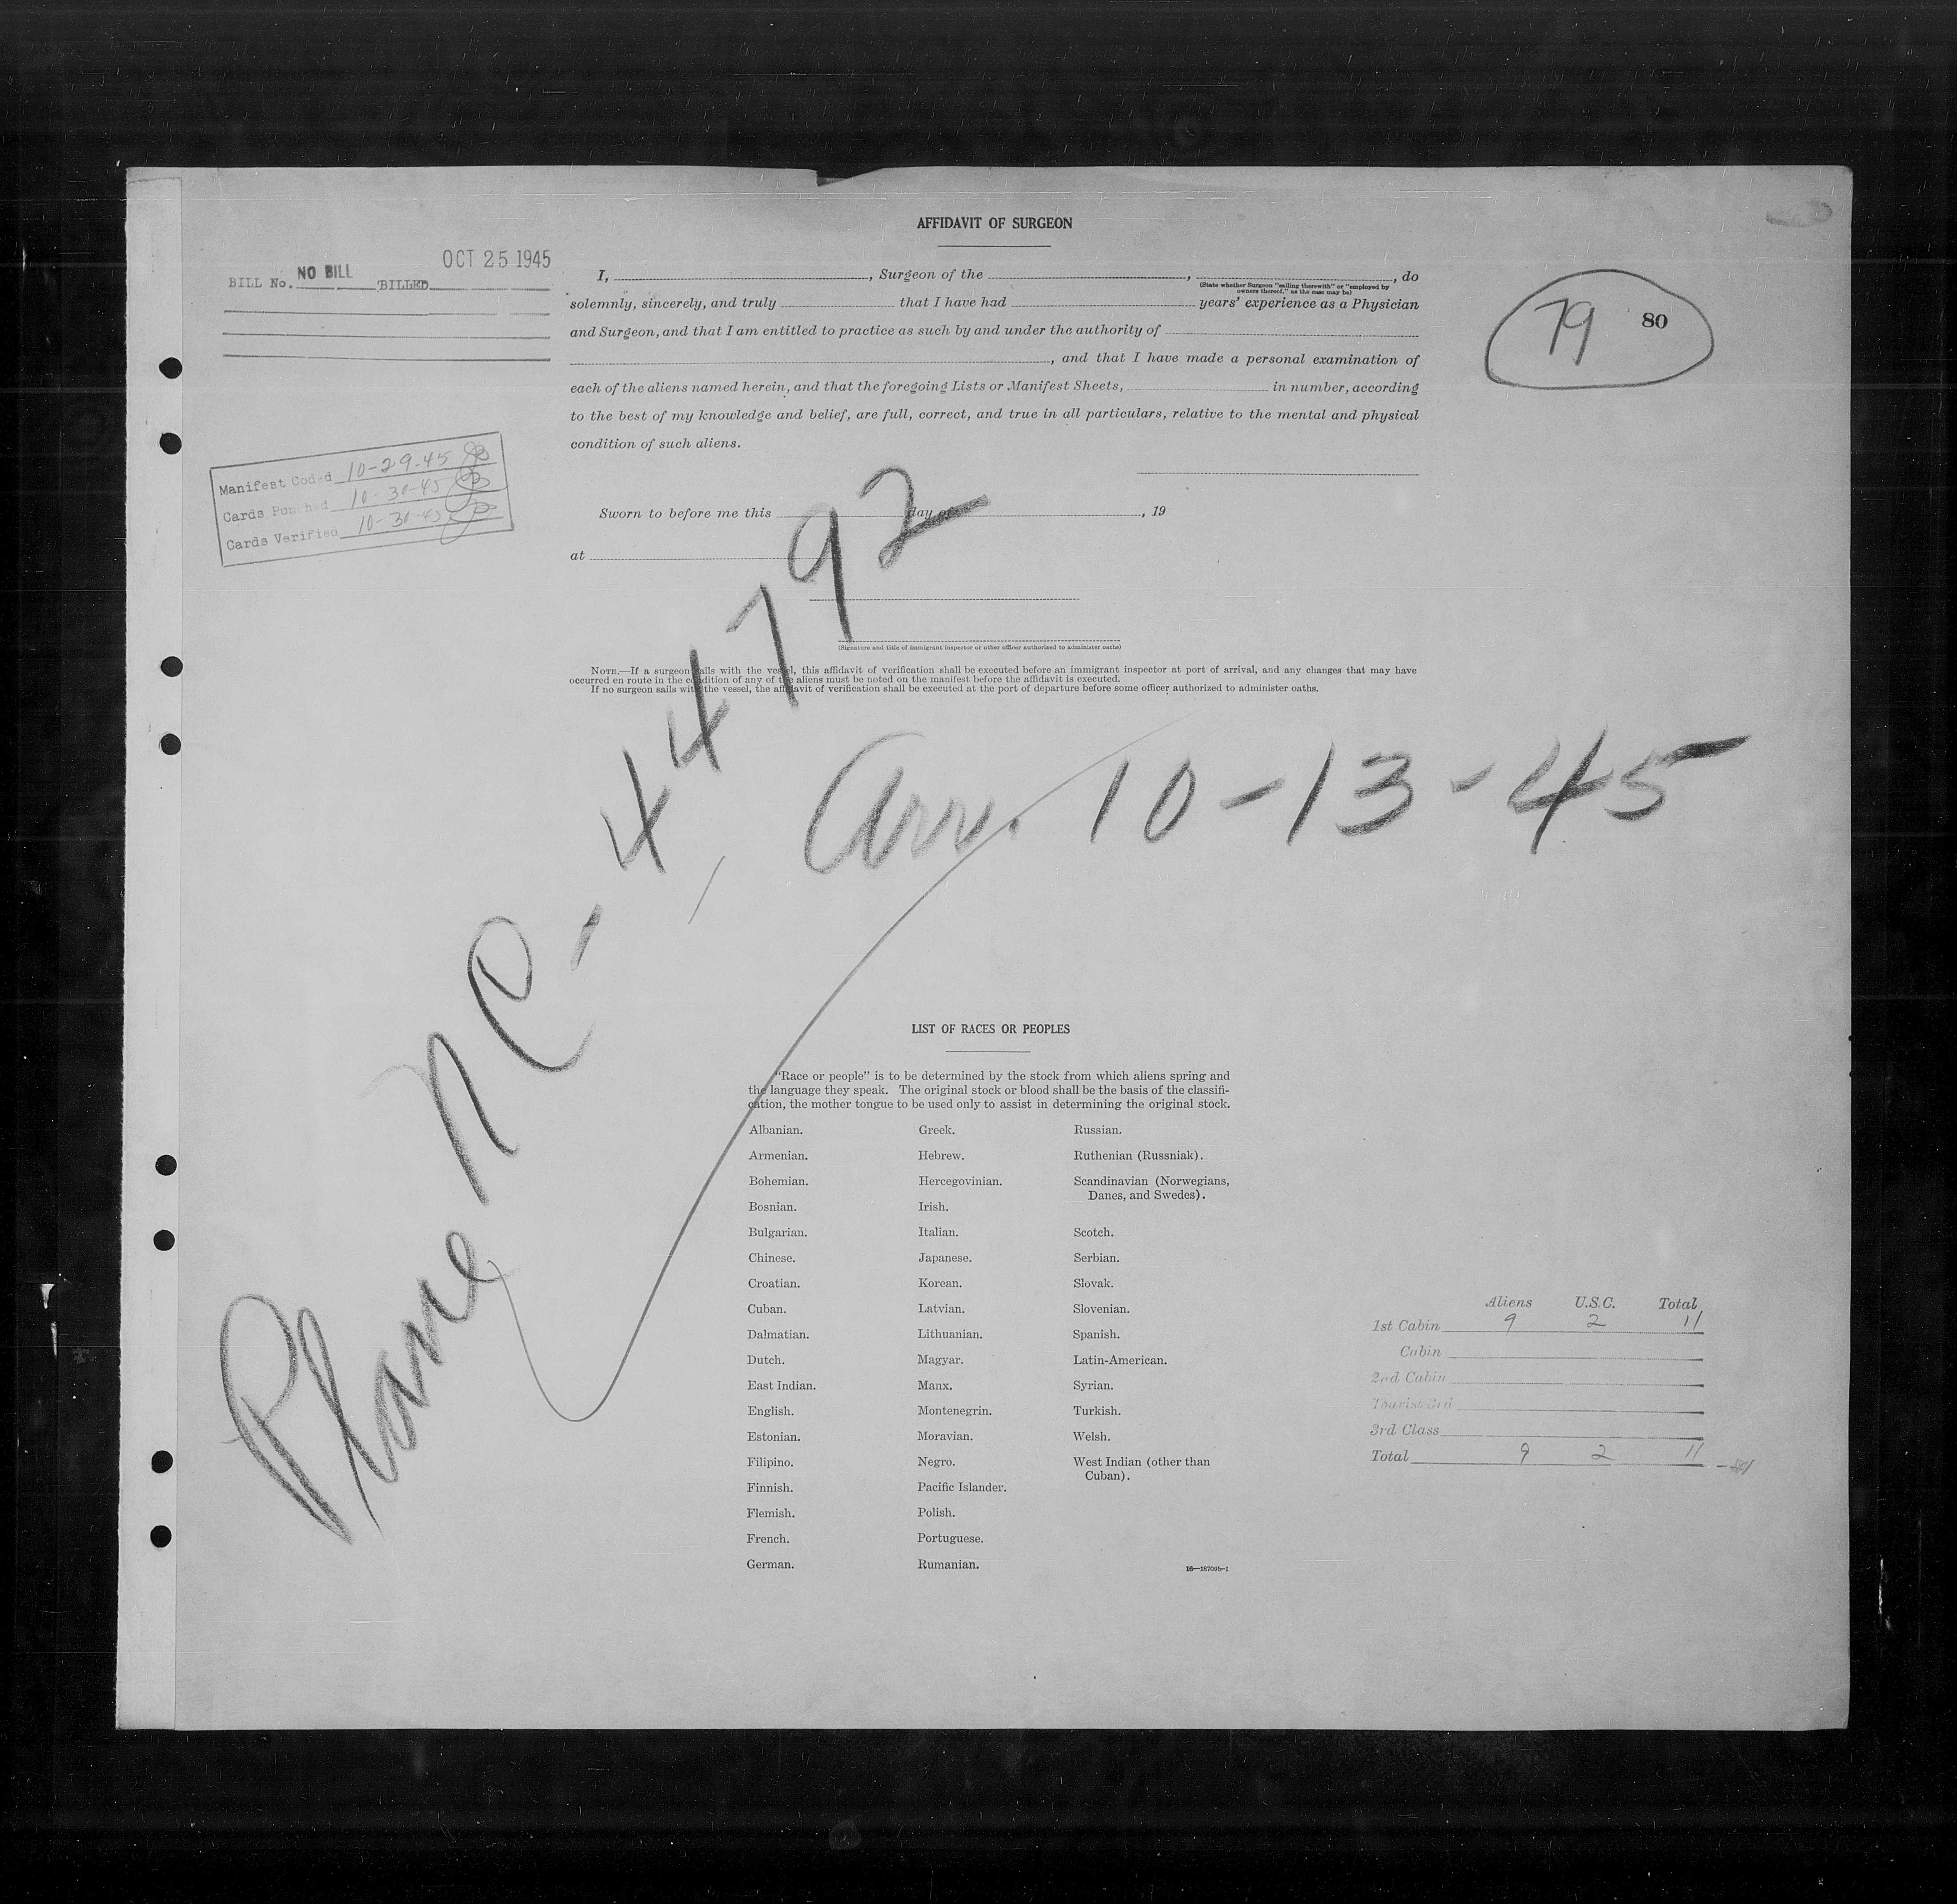 AFFIDAVIT OF SURGEON
BILL No. NO BILL BILLED OCT 25 1945
I, , Surgeon of the , , do
(State whether Surgeon "sailing therewith" or "employed by
owners thereof," as the case may be)
solemnly, sincerely, and truly that I have had years' experience as a Physician
and Surgeon, and that I am entitled to practice as such by and under the authority of
, and that I have made a personal examination of
each of the aliens named herein, and that the foregoing Lists or Manifest Sheets, in number, according
to the best of my knowledge and belief, are full, correct, and true in all particulars, relative to the mental and physical
condition of such aliens.
79 80
Manifest Coded 10-29-45
Cards Punched 10-30-45
Cards Verified 10-30-45
Sworn to before me this day of , 19
at
(Signature and title of immigrant inspector or other officer authorized to administer oaths)
NOTE.—If a surgeon sails with the vessel, this affidavit of verification shall be executed before an immigrant inspector at port of arrival, and any changes that may have
occurred en route in the condition of any of the aliens must be noted on the manifest before the affidavit is executed.
If no surgeon sails with the vessel, the affidavit of verification shall be executed at the port of departure before some officer authorized to administer oaths.
Plane NC-44792
Arr. 10-13-45
LIST OF RACES OR PEOPLES
"Race or people" is to be determined by the stock from which aliens spring and
the language they speak. The original stock or blood shall be the basis of the classifi-
cation, the mother tongue to be used only to assist in determining the original stock.
Albanian.
Armenian.
Bohemian.
Bosnian.
Bulgarian.
Chinese.
Croatian.
Cuban.
Dalmatian.
Dutch.
East Indian.
English.
Estonian.
Filipino.
Finnish.
Flemish.
French.
German.
Greek.
Hebrew.
Hercegovinian.
Irish.
Italian.
Japanese.
Korean.
Latvian.
Lithuanian.
Magyar.
Manx.
Montenegrin.
Moravian.
Negro.
Pacific Islander.
Polish.
Portuguese.
Rumanian.
Russian.
Ruthenian (Russniak).
Scandinavian (Norwegians,
Danes, and Swedes).
Scotch.
Serbian.
Slovak.
Slovenian.
Spanish.
Latin-American.
Syrian.
Turkish.
Welsh.
West Indian (other than
Cuban).
16—18709b-1
Aliens U.S.C. Total
1st Cabin 9 2 11
Cabin
2nd Cabin
Tourist 3rd
3rd Class
Total 9 2 11